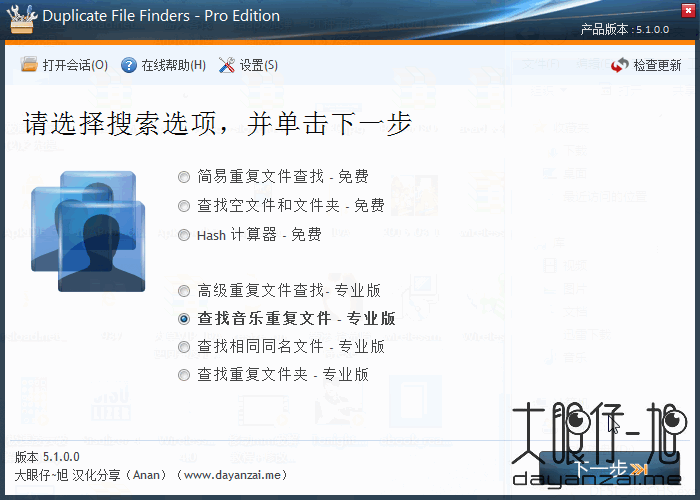 Duplicate File Finders - Pro Edition
产品版本 : 5.1.0.0
打开会话(O) 在线帮助(H) 设置(S) 检查更新
请选择搜索选项，并单击下一步
简易重复文件查找 - 免费
查找空文件和文件夹 - 免费
Hash 计算器 - 免费
高级重复文件查找- 专业版
查找音乐重复文件 - 专业版
查找相同同名文件 - 专业版
查找重复文件夹 - 专业版
大眼仔~旭
版本 5.1.0.0
下一步
大眼仔~旭 汉化分享（Anan）（www.dayanzai.me）
dayanzai.me